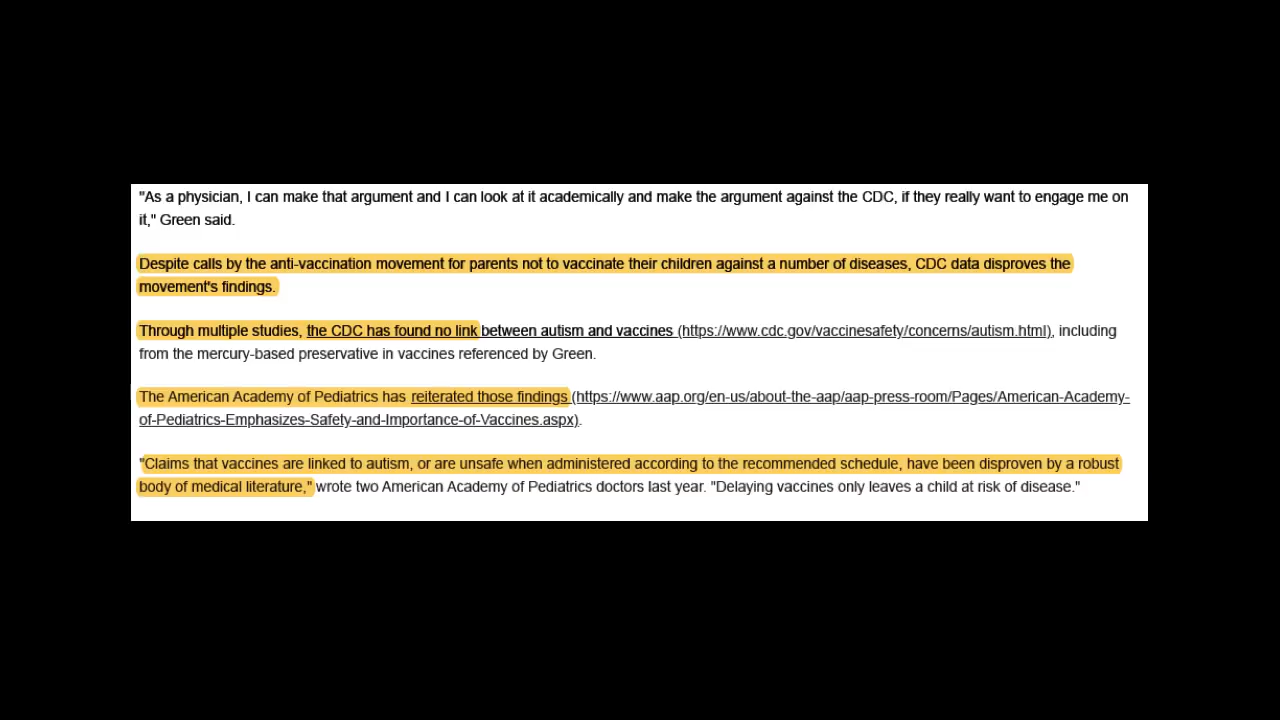 "As a physician, I can make that argument and I can look at it academically and make the argument against the CDC, if they really want to engage me on
it," Green said.
Despite calls by the anti-vaccination movement for parents not to vaccinate their children against a number of diseases, CDC data disproves the
movement's findings.
Through multiple studies, the CDC has found no link between autism and vaccines (https://www.cdc.gov/vaccinesafety/concerns/autism.html), including
from the mercury-based preservative in vaccines referenced by Green.
The American Academy of Pediatrics has reiterated those findings (https://www.aap.org/en-us/about-the-aap/aap-press-room/Pages/American-Academy-
of-Pediatrics-Emphasizes-Safety-and-Importance-of-Vaccines.aspx).
"Claims that vaccines are linked to autism, or are unsafe when administered according to the recommended schedule, have been disproven by a robust
body of medical literature," wrote two American Academy of Pediatrics doctors last year. "Delaying vaccines only leaves a child at risk of disease."